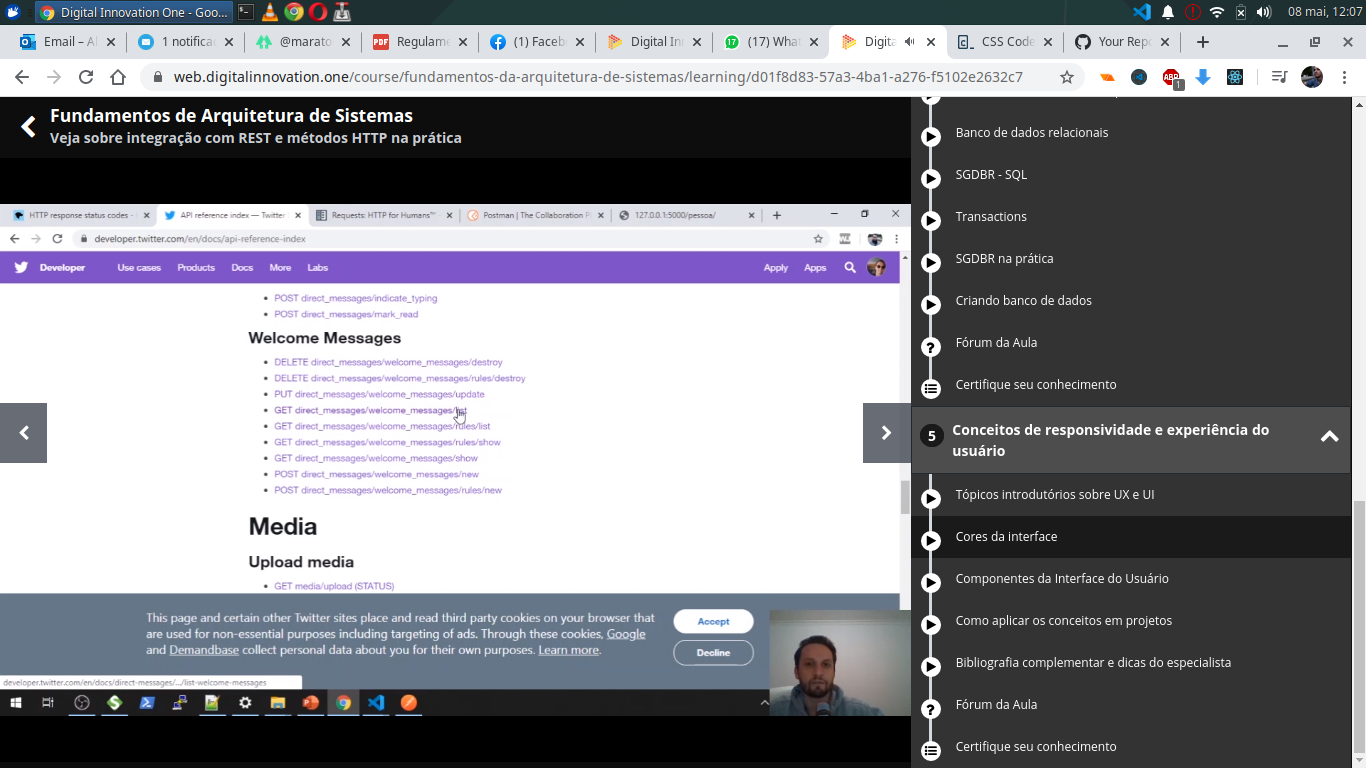 Digital Innovation One - Goo...
08 mai, 12:07
Email – Al
1 notifica
@marato
PDF Regulame
(1) Faceb
Digital In
(17) What
Digita
CSS Code
Your Repo
web.digitalinnovation.one/course/fundamentos-da-arquitetura-de-sistemas/learning/d01f8d83-57a3-4ba1-a276-f5102e2632c7
ABP
1
Fundamentos de Arquitetura de Sistemas
Veja sobre integração com REST e métodos HTTP na prática
HTTP response status codes -
API reference index — Twitter
Requests: HTTP for Humans™
Postman | The Collaboration P
127.0.0.1:5000/pessoa/
developer.twitter.com/en/docs/api-reference-index
Developer
Use cases
Products
Docs
More
Labs
Apply
Apps
POST direct_messages/indicate_typing
POST direct_messages/mark_read
Welcome Messages
DELETE direct_messages/welcome_messages/destroy
DELETE direct_messages/welcome_messages/rules/destroy
PUT direct_messages/welcome_messages/update
GET direct_messages/welcome_messages/list
GET direct_messages/welcome_messages/rules/list
GET direct_messages/welcome_messages/rules/show
GET direct_messages/welcome_messages/show
POST direct_messages/welcome_messages/new
POST direct_messages/welcome_messages/rules/new
Media
Upload media
GET media/upload (STATUS)
This page and certain other Twitter sites place and read third party cookies on your browser that
are used for non-essential purposes including targeting of ads. Through these cookies, Google
and Demandbase collect personal data about you for their own purposes. Learn more.
Accept
Decline
developer.twitter.com/en/docs/direct-messages/.../list-welcome-messages
Banco de dados relacionais
SGDBR - SQL
Transactions
SGDBR na prática
Criando banco de dados
Fórum da Aula
Certifique seu conhecimento
5 Conceitos de responsividade e experiência do
usuário
Tópicos introdutórios sobre UX e UI
Cores da interface
Componentes da Interface do Usuário
Como aplicar os conceitos em projetos
Bibliografia complementar e dicas do especialista
Fórum da Aula
Certifique seu conhecimento